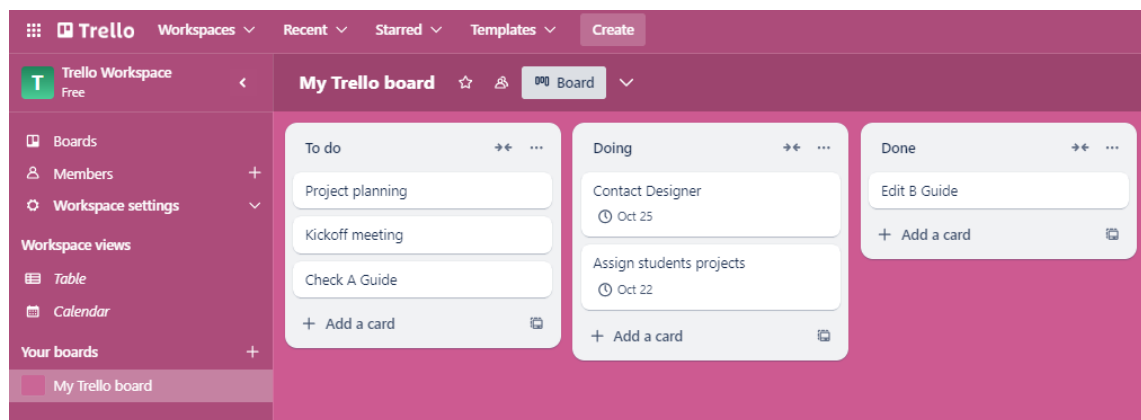 Trello
Workspaces
Recent
Starred
Templates
Create
T
Trello Workspace
Free
My Trello board
Board
Boards
Members
Workspace settings
Workspace views
Table
Calendar
Your boards
My Trello board
To do
Project planning
Kickoff meeting
Check A Guide
+ Add a card
Doing
Contact Designer
Oct 25
Assign students projects
Oct 22
+ Add a card
Done
Edit B Guide
+ Add a card